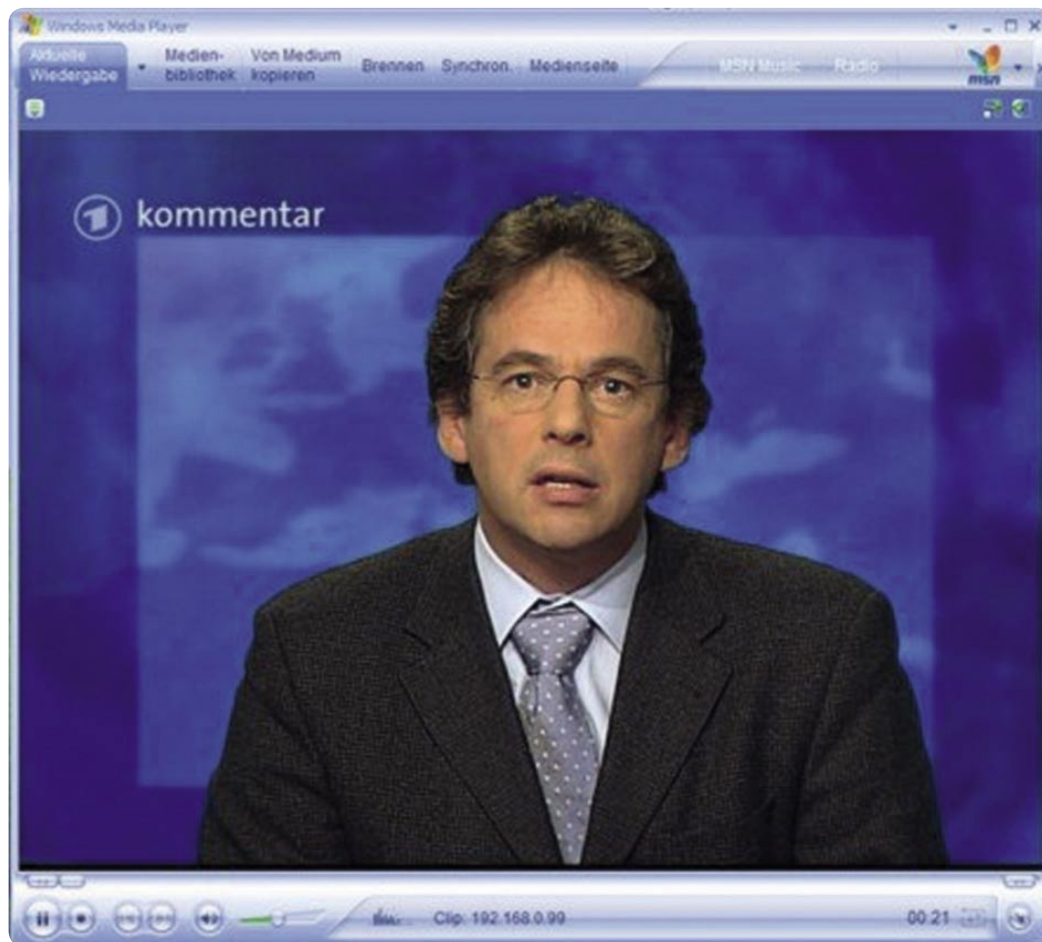 Windows Media Player
Aktuelle
Wiedergabe
Medien-
bibliothek
Von Medium
kopieren
Brennen
Synchron.
Medienseite
MSN Music
Radio
msn
1 kommentar
Clip: 192.168.0.99
00:21